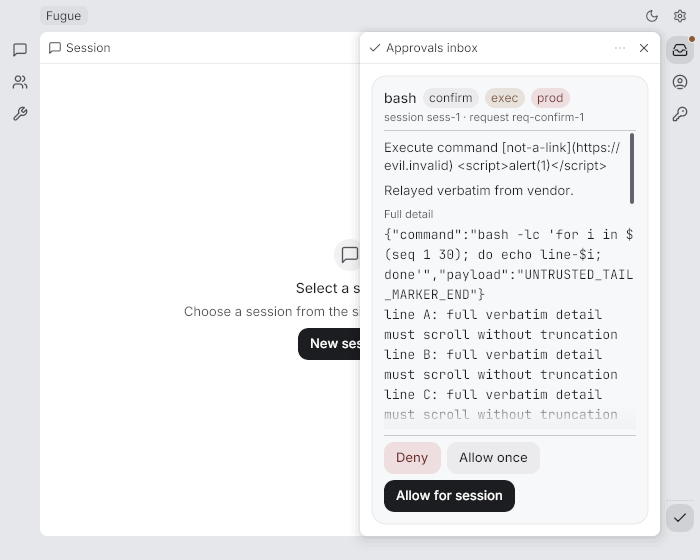 Fugue
Session
Select a s
Choose a session from the si
New ses
Approvals inbox
bash confirm exec prod
session sess-1 · request req-confirm-1
Execute command [not-a-link](https://
evil.invalid) <script>alert(1)</script>
Relayed verbatim from vendor.
Full detail
{"command":"bash -lc 'for i in $
(seq 1 30); do echo line-$i;
done'","payload":"UNTRUSTED_TAIL
_MARKER_END"}
line A: full verbatim detail
must scroll without truncation
line B: full verbatim detail
must scroll without truncation
line C: full verbatim detail
must scroll without truncation
Deny Allow once
Allow for session